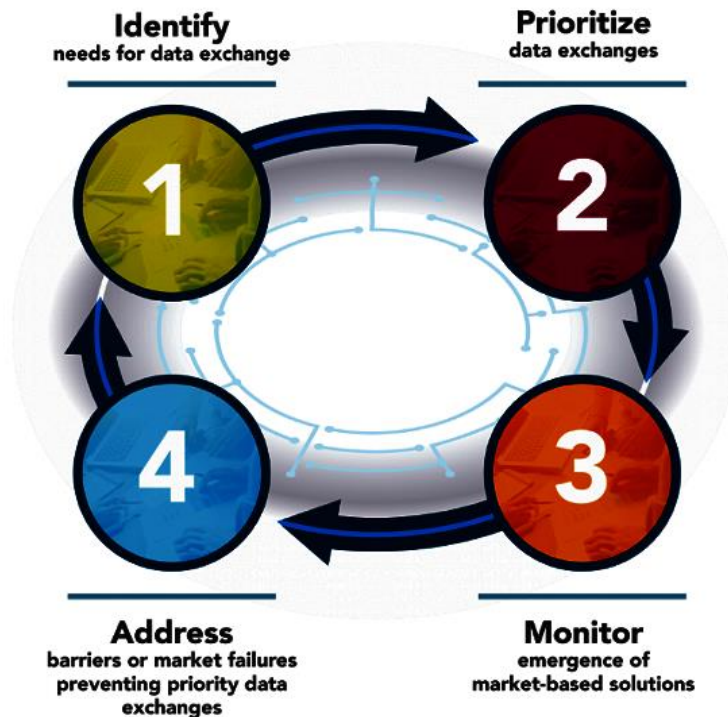 Identify
needs for data exchange
Prioritize
data exchanges
1
2
4
3
Address
barriers or market failures
preventing priority data
exchanges
Monitor
emergence of
market-based solutions